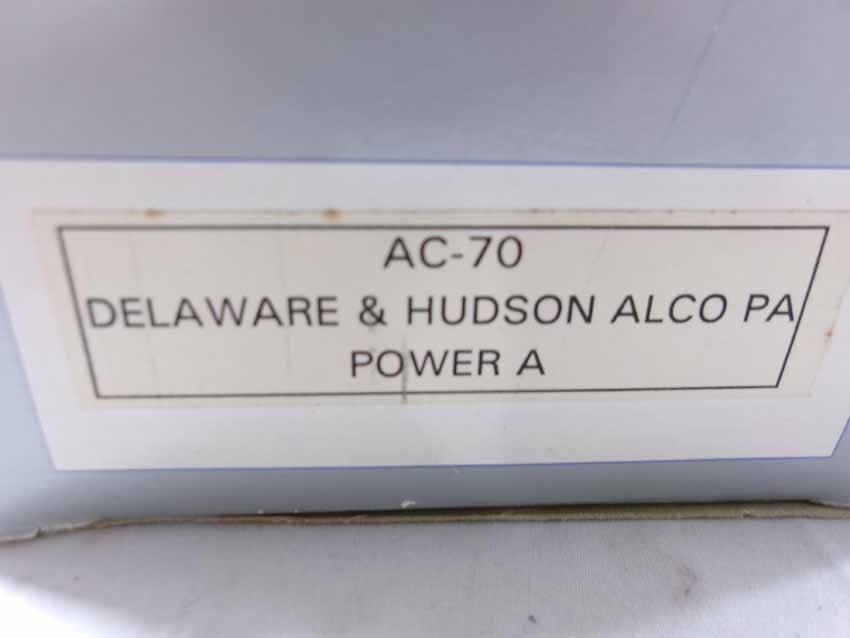 AC-70
DELAWARE & HUDSON ALCO PA
POWER A